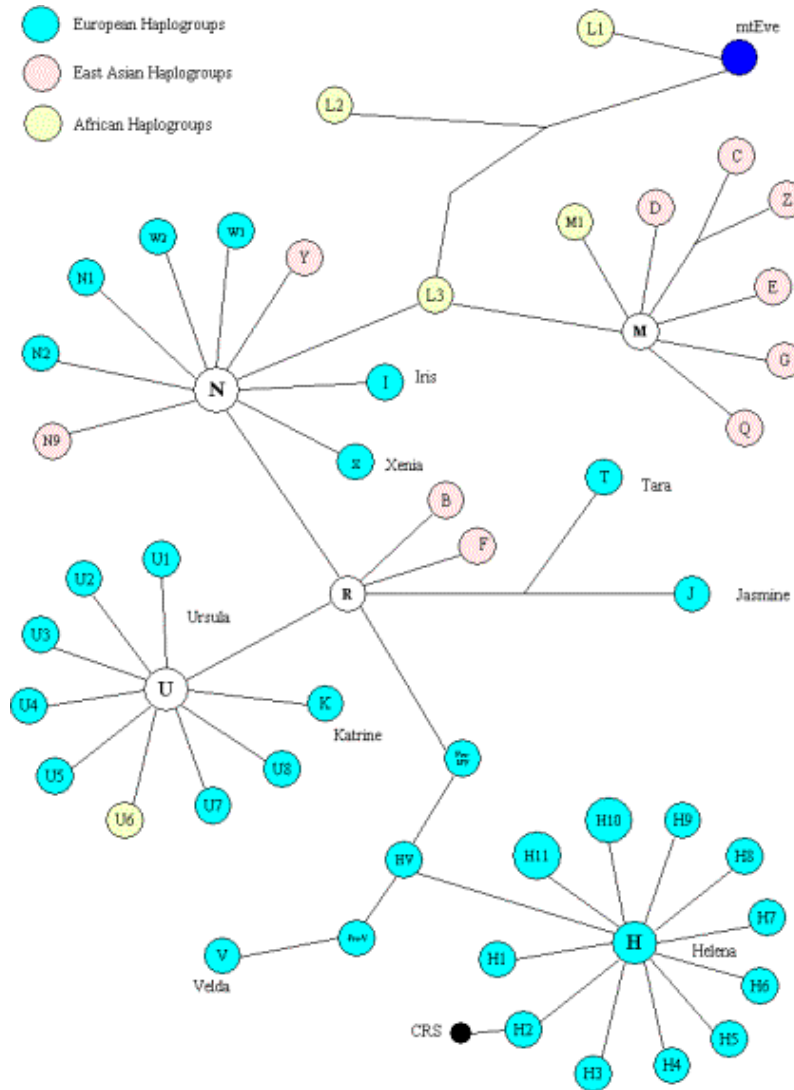 European Haplogroups
East Asian Haplogroups
African Haplogroups
L1
mtEve
L2
C
Z
D
M1
W2
W1
Y
N1
E
L3
M
N2
G
N
I
Iris
Q
N9
X
Xenia
T
Tara
B
F
U1
U2
R
J
Jasmine
Ursula
U3
U
U4
K
Katrine
U5
U8
U7
U6
H10
H9
HV
H11
H8
H7
H
Helena
V
Velda
H1
H6
CRS
H2
H5
H3
H4